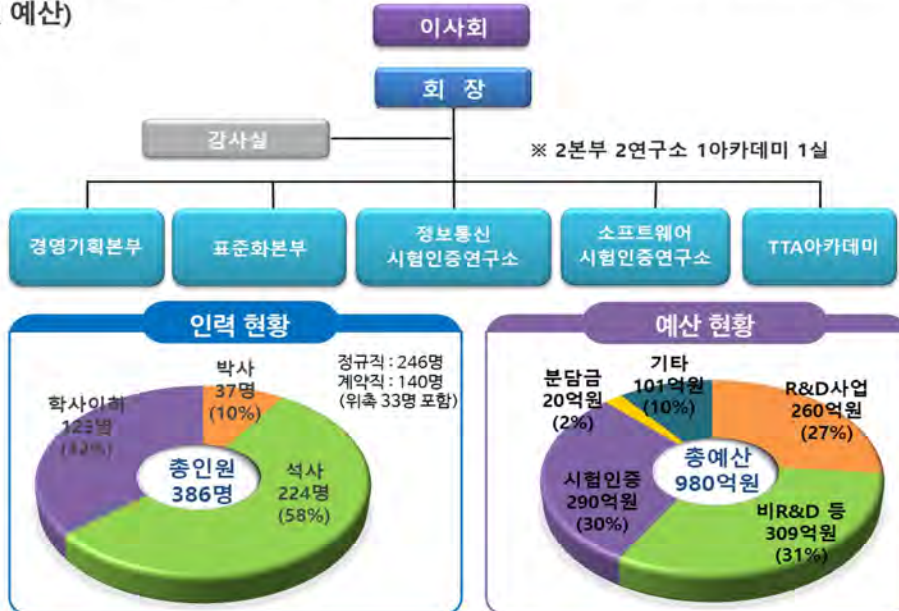 예산)
이사회
회 장
감사실
※ 2본부 2연구소 1아카데미 1실
경영기획본부
표준화본부
정보통신
시험인증연구소
소프트웨어
시험인증연구소
TTA아카데미
인력 현황
박사
37명
(10%)
정규직 : 246명
계약직 : 140명
(위촉 33명 포함)
학사이하
123명
(32%)
총인원
386명
석사
224명
(58%)
예산 현황
분담금
20억원
(2%)
기타
101억원
(10%)
R&D사업
260억원
(27%)
시험인증
290억원
(30%)
총예산
980억원
비R&D 등
309억원
(31%)